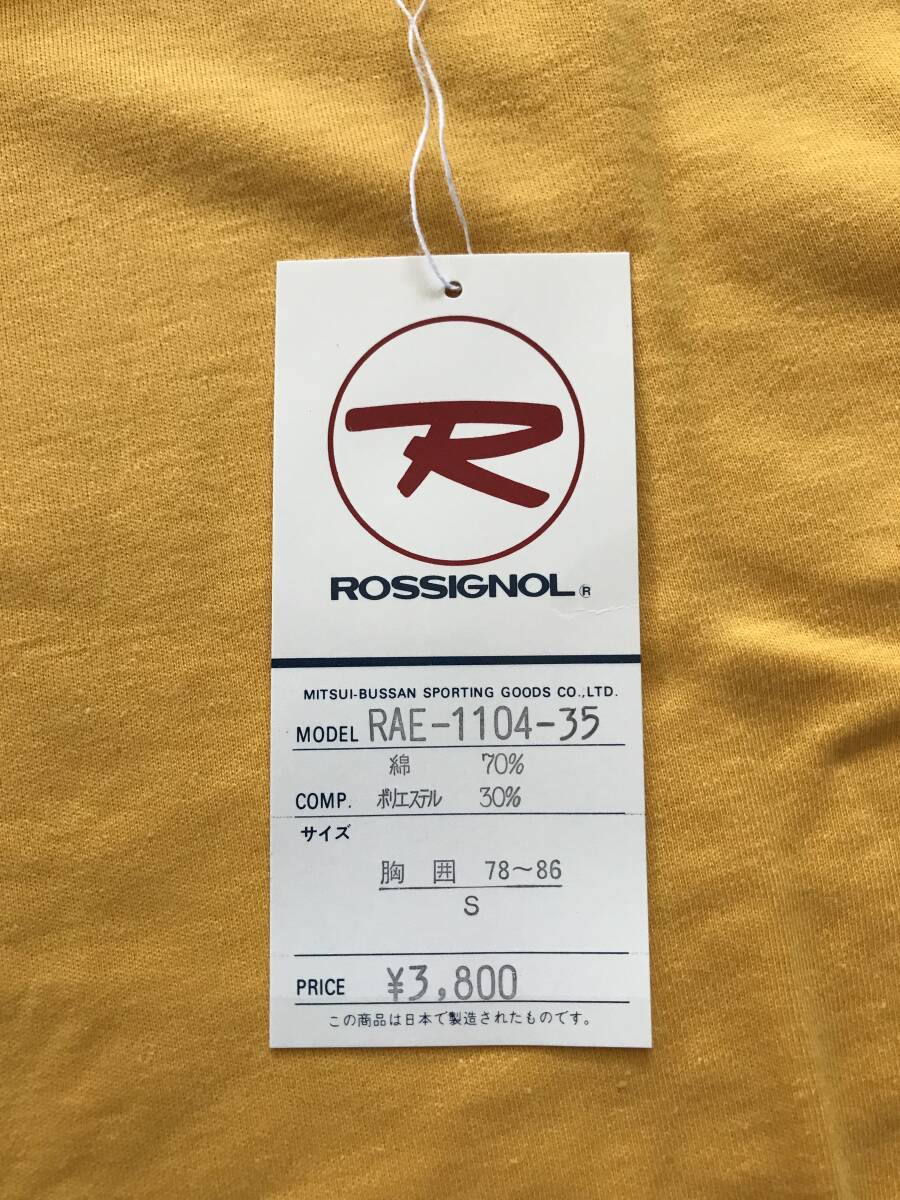 R
ROSSIGNOL®
MITSUI-BUSSAN SPORTING GOODS CO.,LTD.
MODEL RAE-1104-35
綿 70%
COMP. ポリエステル 30%
サイズ
胸囲 78〜86
S
PRICE ¥3,800
この商品は日本で製造されたものです。